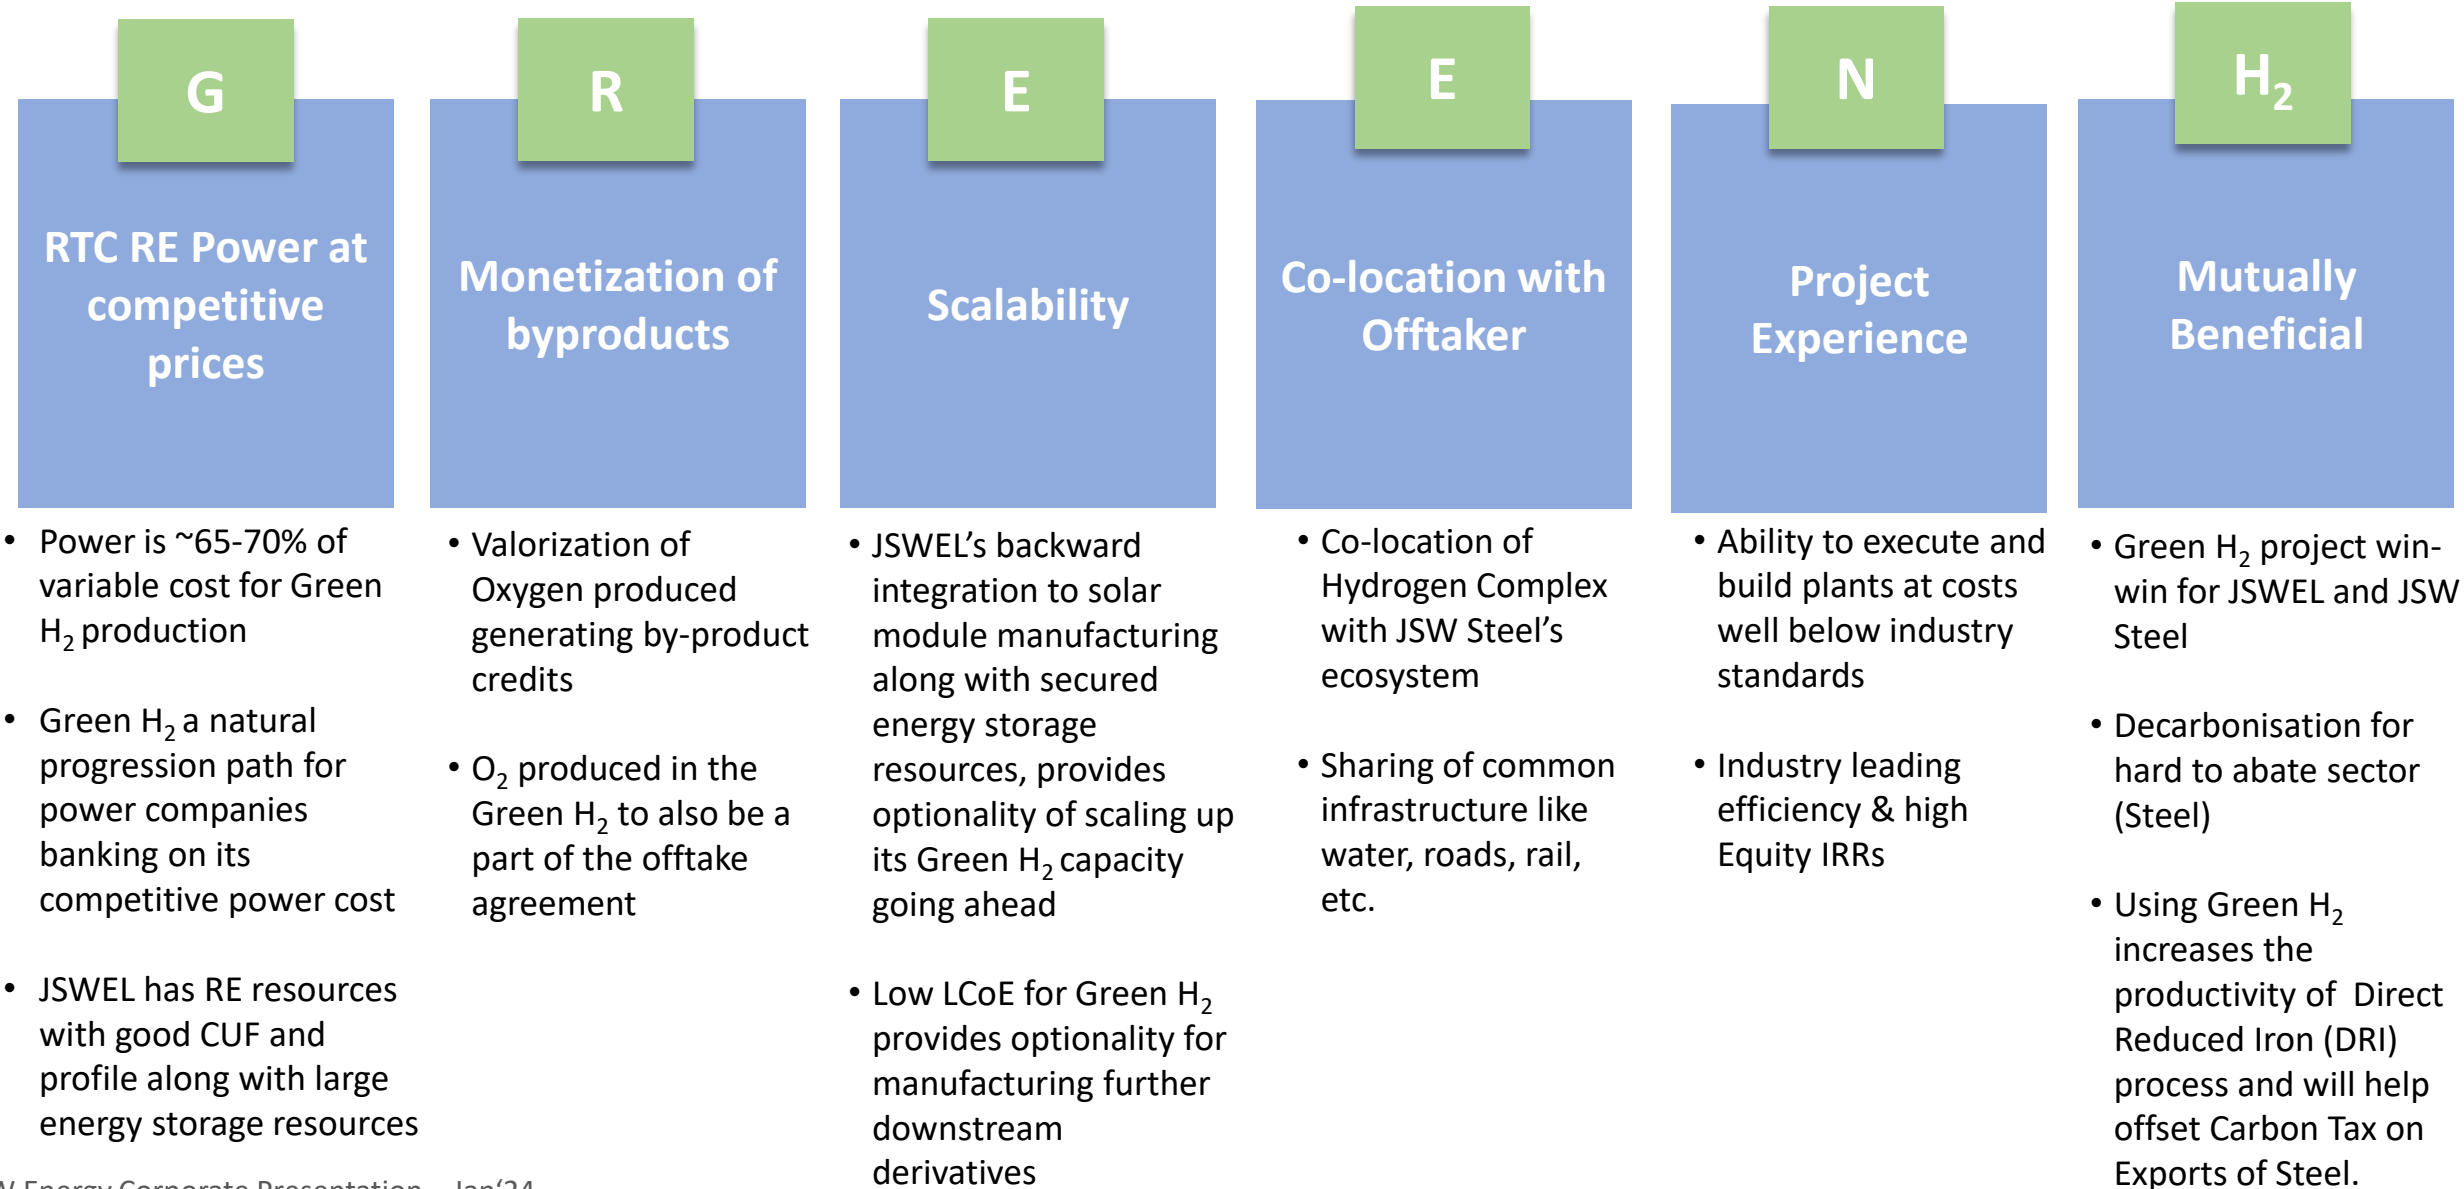 G
RTC RE Power at
competitive
prices
• Power is ~65-70% of
variable cost for Green
H₂ production
• Green H₂ a natural
progression path for
power companies
banking on its
competitive power cost
• JSWEL has RE resources
with good CUF and
profile along with large
energy storage resources
R
Monetization of
byproducts
• Valorization of
Oxygen produced
generating by-product
credits
• O₂ produced in the
Green H₂ to also be a
part of the offtake
agreement
E
Scalability
• JSWEL’s backward
integration to solar
module manufacturing
along with secured
energy storage
resources, provides
optionality of scaling up
its Green H₂ capacity
going ahead
• Low LCoE for Green H₂
provides optionality for
manufacturing further
downstream
derivatives
E
Co-location with
Offtaker
• Co-location of
Hydrogen Complex
with JSW Steel’s
ecosystem
• Sharing of common
infrastructure like
water, roads, rail,
etc.
N
Project
Experience
• Ability to execute and
build plants at costs
well below industry
standards
• Industry leading
efficiency & high
Equity IRRs
H₂
Mutually
Beneficial
• Green H₂ project win-
win for JSWEL and JSW
Steel
• Decarbonisation for
hard to abate sector
(Steel)
• Using Green H₂
increases the
productivity of Direct
Reduced Iron (DRI)
process and will help
offset Carbon Tax on
Exports of Steel.
Energy Corporate Presentation – Jan‘24